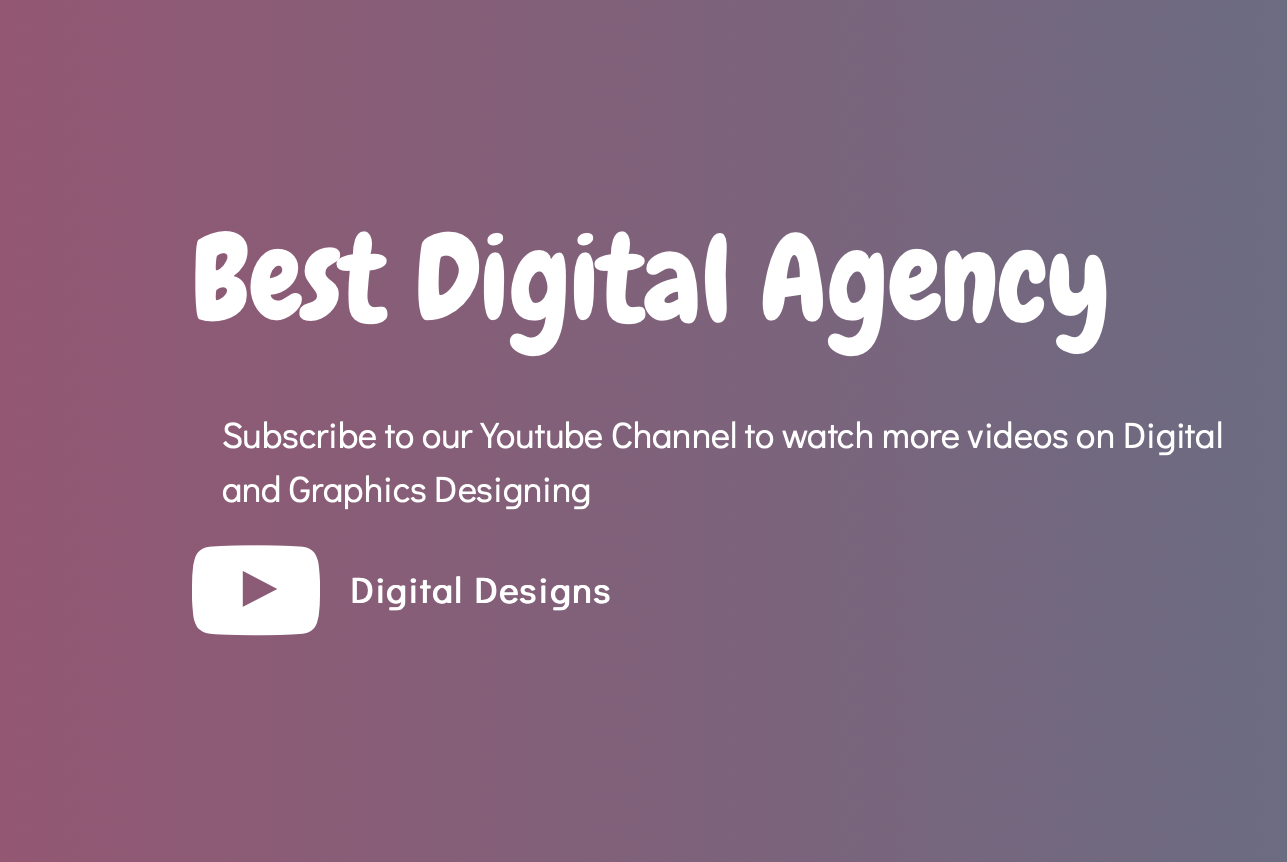 Best Digital Agency
Subscribe to our Youtube Channel to watch more videos on Digital
and Graphics Designing
Digital Designs